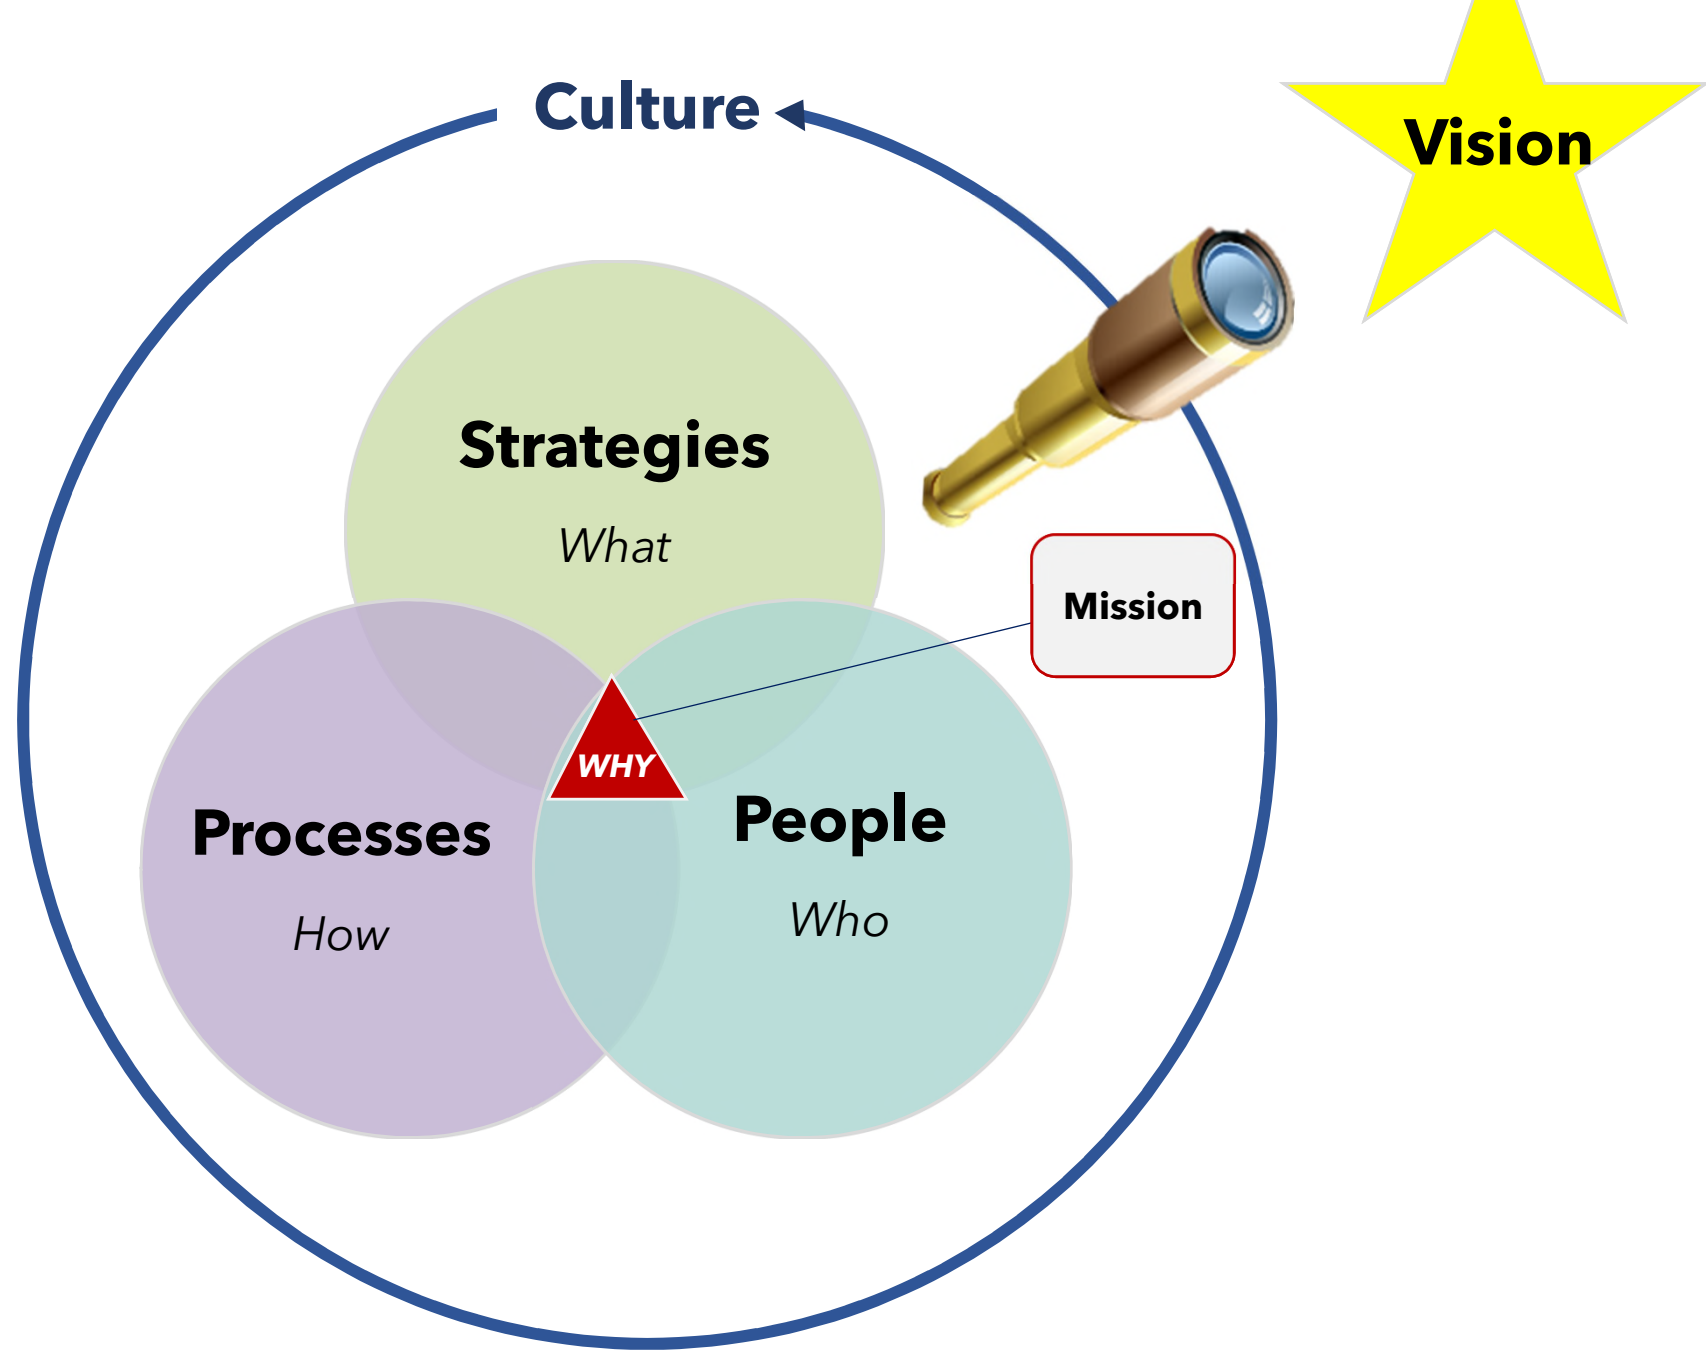 Culture
Vision
Strategies
What
Mission
WHY
Processes
How
People
Who